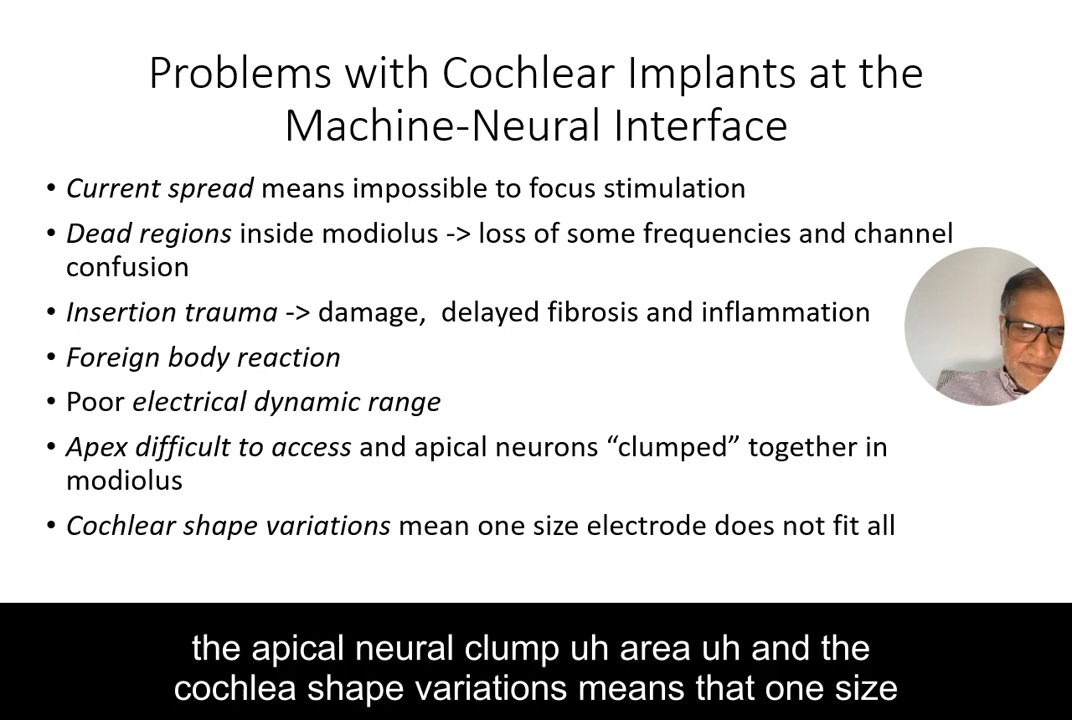 Problems with Cochlear Implants at the
Machine-Neural Interface
• Current spread means impossible to focus stimulation
• Dead regions inside modiolus -> loss of some frequencies and channel
confusion
• Insertion trauma -> damage, delayed fibrosis and inflammation
• Foreign body reaction
• Poor electrical dynamic range
• Apex difficult to access and apical neurons “clumped” together in
modiolus
• Cochlear shape variations mean one size electrode does not fit all
the apical neural clump uh area uh and the
cochlea shape variations means that one size